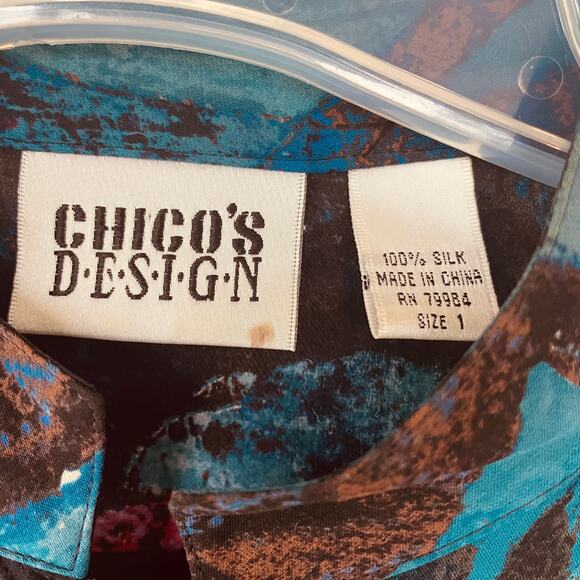 CHICO'S
D·E·S·I·G·N
100% SILK
MADE IN CHINA
RN 79984
SIZE 1